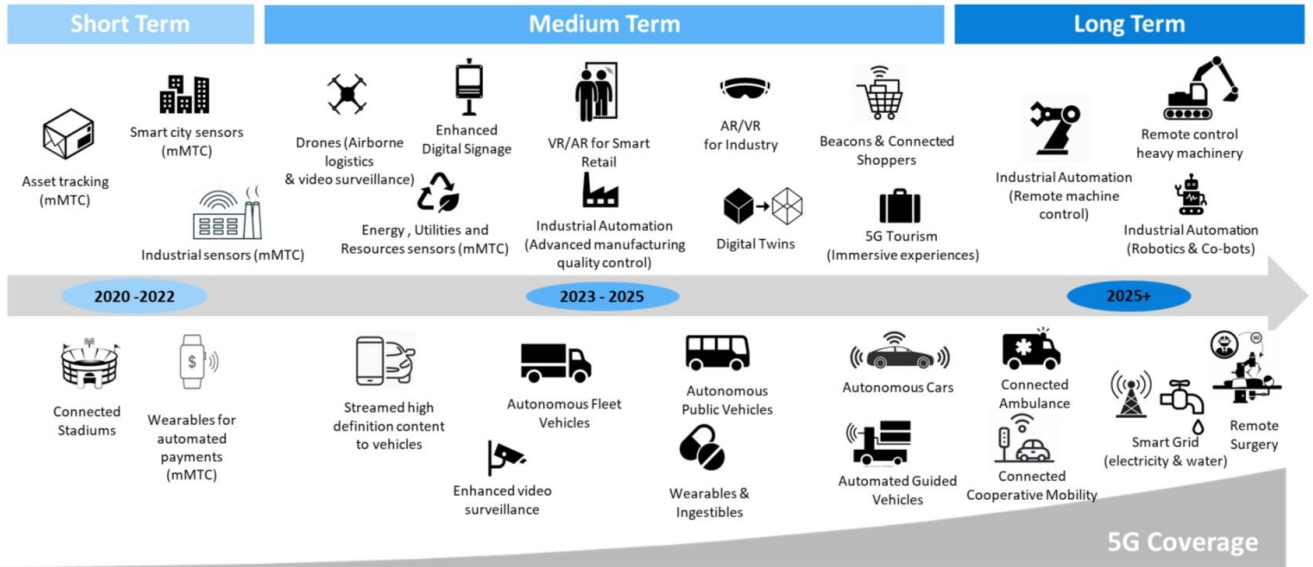 Short Term
Medium Term
Long Term
Asset tracking
(mMTC)
Smart city sensors
(mMTC)
Industrial sensors (mMTC)
Drones (Airborne
logistics
& video surveillance)
Enhanced
Digital Signage
Energy , Utilities and
Resources sensors (mMTC)
VR/AR for Smart
Retail
Industrial Automation
(Advanced manufacturing
quality control)
AR/VR
for Industry
Digital Twins
Beacons & Connected
Shoppers
5G Tourism
(Immersive experiences)
Industrial Automation
(Remote machine
control)
Remote control
heavy machinery
Industrial Automation
(Robotics & Co-bots)
2020 -2022
2023 - 2025
2025+
Connected
Stadiums
$
Wearables for
automated
payments
(mMTC)
Streamed high
definition content
to vehicles
Enhanced video
surveillance
Autonomous Fleet
Vehicles
Autonomous
Public Vehicles
Wearables &
Ingestibles
Autonomous Cars
Automated Guided
Vehicles
Connected
Ambulance
Connected
Cooperative Mobility
Smart Grid
(electricity & water)
Remote
Surgery
5G Coverage